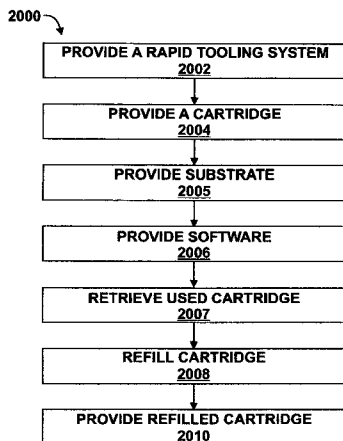 2000
PROVIDE A RAPID TOOLING SYSTEM
2002
PROVIDE A CARTRIDGE
2004
PROVIDE SUBSTRATE
2005
PROVIDE SOFTWARE
2006
RETRIEVE USED CARTRIDGE
2007
REFILL CARTRIDGE
2008
PROVIDE REFILLED CARTRIDGE
2010